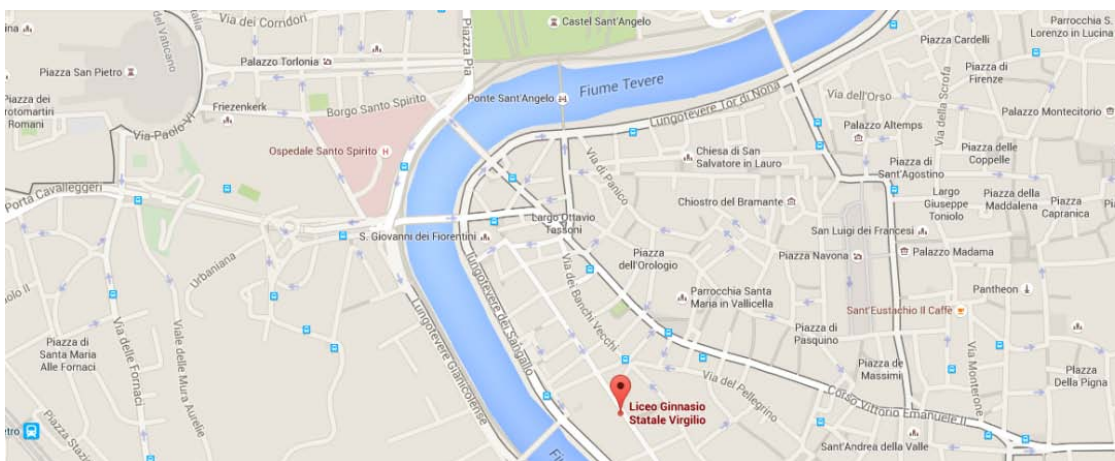 Via dei Corridori
Castel Sant'Angelo
Parrocchia S.
Lorenzo in Lucina
Piazza Cardelli
del Vaticano
Piazza Pia
Palazzo Torlonia
Piazza San Pietro
Fiume Tevere
Piazza di
Firenze
Piazza dei
Protomartiri
Romani
Friezenkerk
Borgo Santo Spirito
Ponte Sant'Angelo
Via dell'Orso
Via della Scrofa
Palazzo Montecitorio
Lungotevere Tor di Nona
Via Paolo VI
Palazzo Altemps
Ospedale Santo Spirito
Chiesa di San
Salvatore in Lauro
Piazza delle
Coppelle
Piazza di
Sant'Agostino
Via di Panico
Porta Cavalleggeri
Chiostro del Bramante
Largo
Giuseppe
Toniolo
Piazza della
Maddalena
Piazza
Capranica
Largo Ottavio
Tassoni
S. Giovanni dei Fiorentini
San Luigi dei Francesi
Urbaniana
Piazza
dell'Orologio
Piazza Navona
Palazzo Madama
Lungotevere dei Sangallo
Via dei Banchi Vecchi
Parrocchia Santa
Maria in Vallicella
Pantheon
Sant'Eustachio Il Caffè
Lungotevere Gianicolense
Piazza di
Santa Maria
Alle Fornaci
Via delle Fornaci
Viale delle Mura Aurelie
Piazza di
Pasquino
Piazza de
Massimi
Via Monterone
Piazza
Della Pigna
Via del Pellegrino
Liceo Ginnasio
Statale Virgilio
Corso Vittorio Emanuele II
Sant'Andrea della Valle